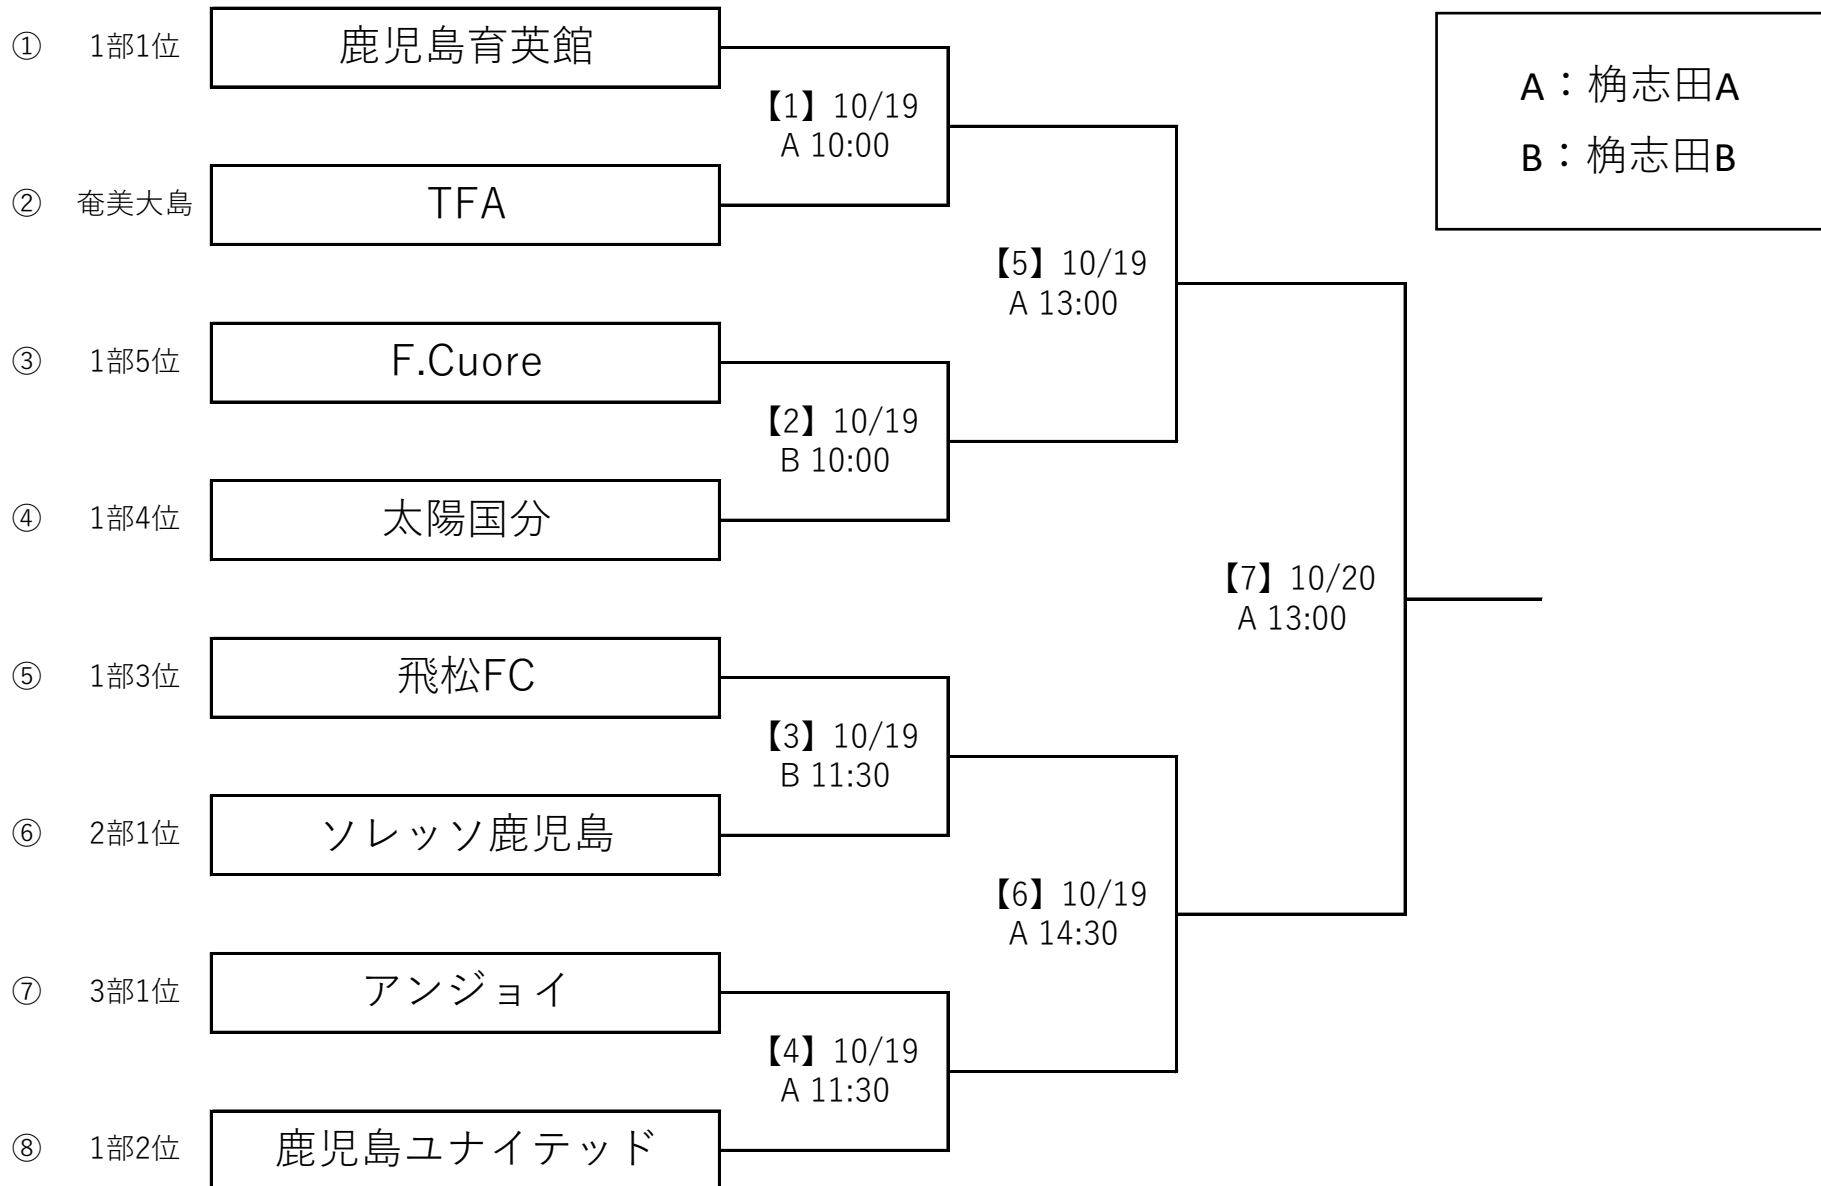 ① 1部1位 鹿児島育英館
【1】10/19
A 10:00
② 奄美大島 TFA
【5】10/19
A 13:00
③ 1部5位 F.Cuore
【2】10/19
B 10:00
④ 1部4位 太陽国分
【7】10/20
A 13:00
⑤ 1部3位 飛松FC
【3】10/19
B 11:30
⑥ 2部1位 ソレッソ鹿児島
【6】10/19
A 14:30
⑦ 3部1位 アンジョイ
【4】10/19
A 11:30
⑧ 1部2位 鹿児島ユナイテッド
A：桷志田A
B：桷志田B